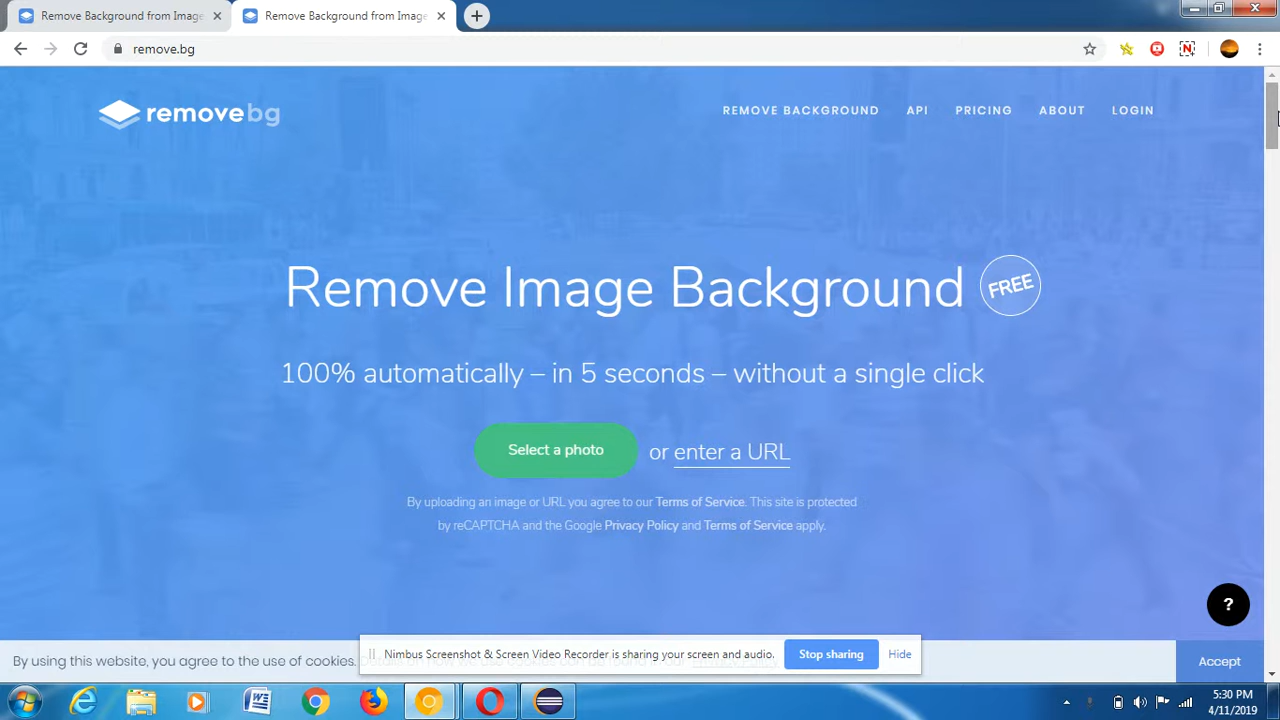 Remove Background from Image
Remove Background from Image
remove.bg
removebg
REMOVE BACKGROUND
API
PRICING
ABOUT
LOGIN
Remove Image Background
FREE
100% automatically – in 5 seconds – without a single click
Select a photo
or enter a URL
By uploading an image or URL you agree to our Terms of Service. This site is protected
by reCAPTCHA and the Google Privacy Policy and Terms of Service apply.
?
By using this website, you agree to the use of cookies.
Nimbus Screenshot & Screen Video Recorder is sharing your screen and audio.
Stop sharing
Hide
Accept
5:30 PM
4/11/2019